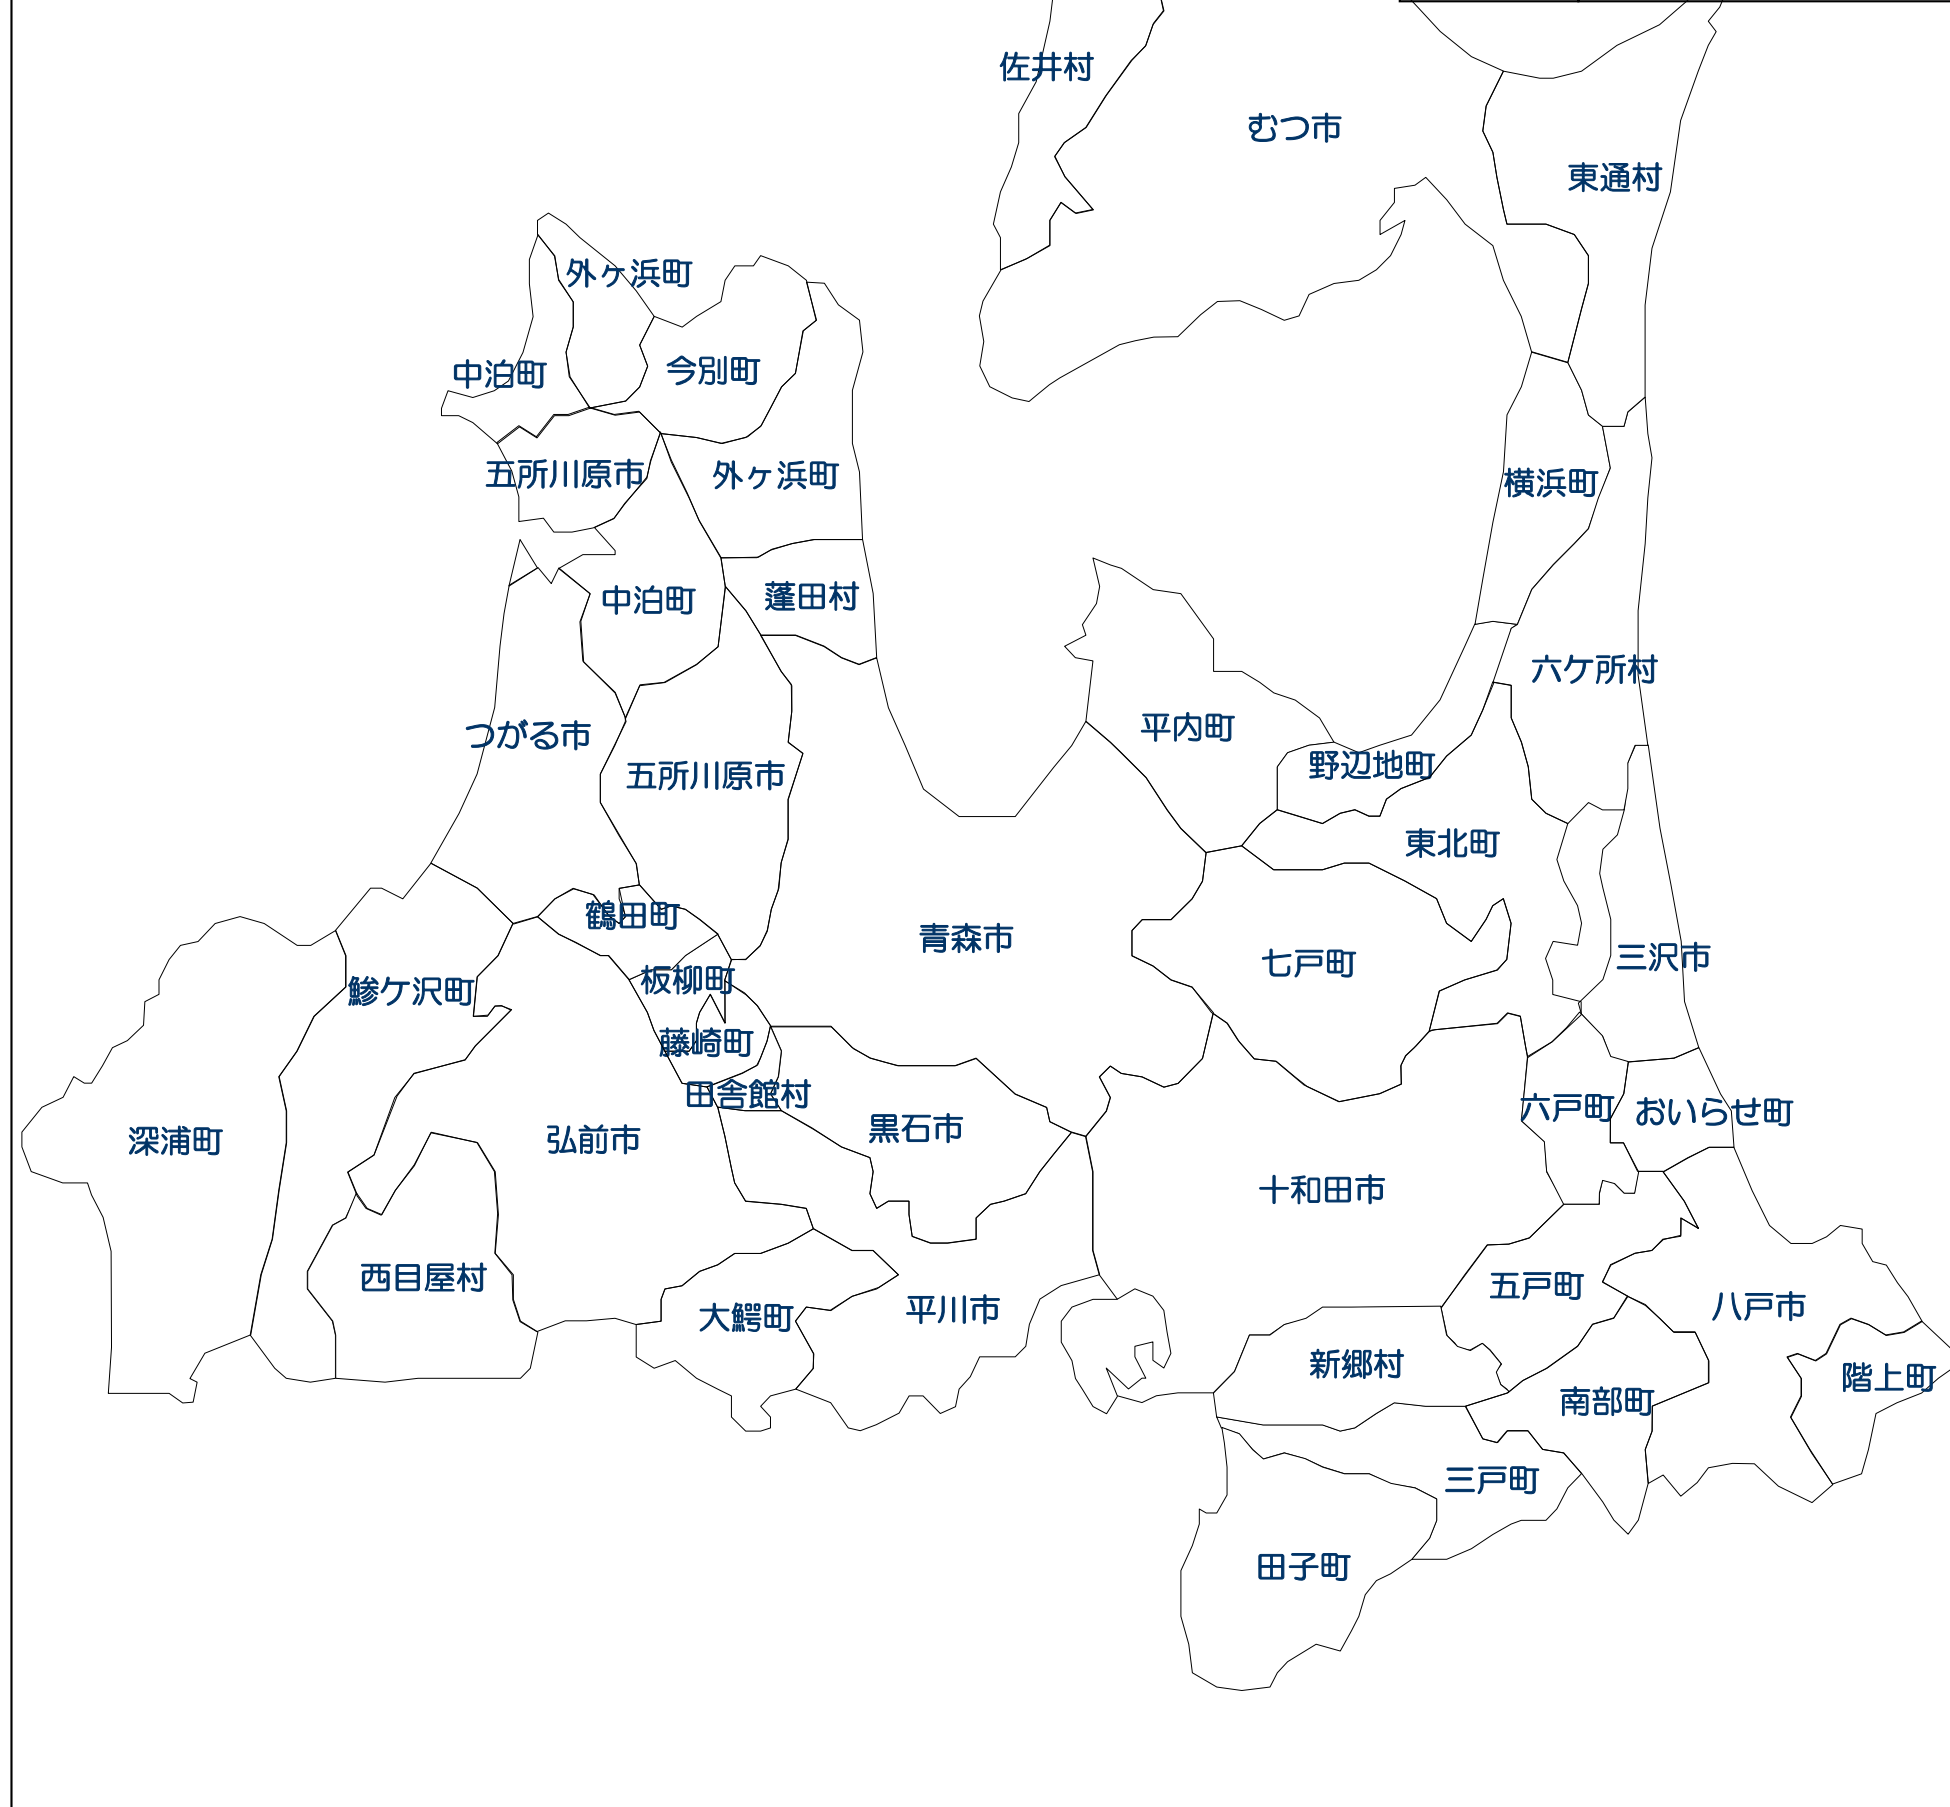 佐井村
むつ市
東通村
外ヶ浜町
中泊町
今別町
五所川原市
外ヶ浜町
横浜町
中泊町
蓬田村
六ケ所村
つがる市
平内町
五所川原市
野辺地町
東北町
鶴田町
青森市
七戸町
三沢市
板柳町
鰺ケ沢町
藤崎町
田舎館村
六戸町
おいらせ町
深浦町
弘前市
黒石市
十和田市
西目屋村
五戸町
大鰐町
平川市
八戸市
新郷村
階上町
南部町
三戸町
田子町